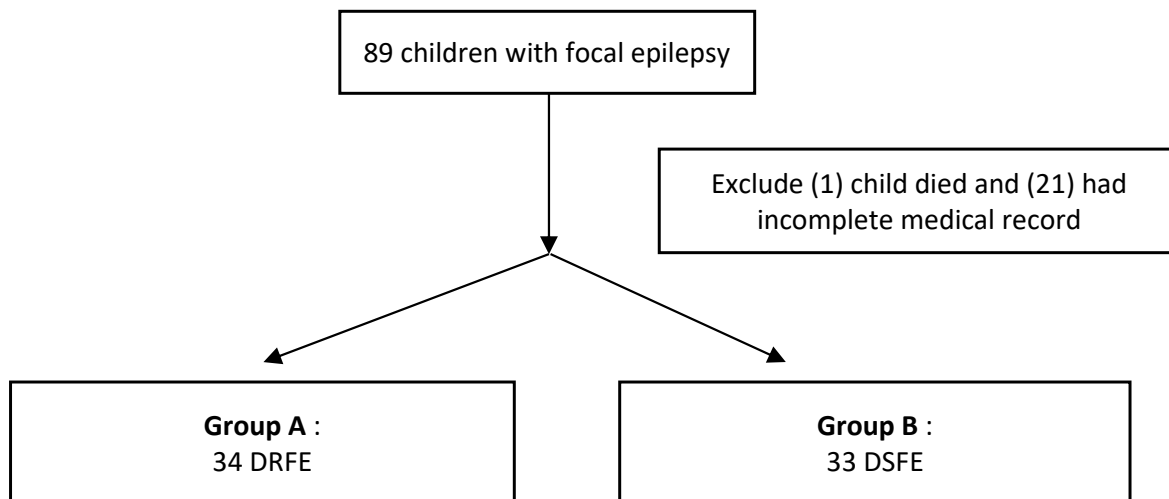 89 children with focal epilepsy
Exclude (1) child died and (21) had
incomplete medical record
Group A :
34 DRFE
Group B :
33 DSFE